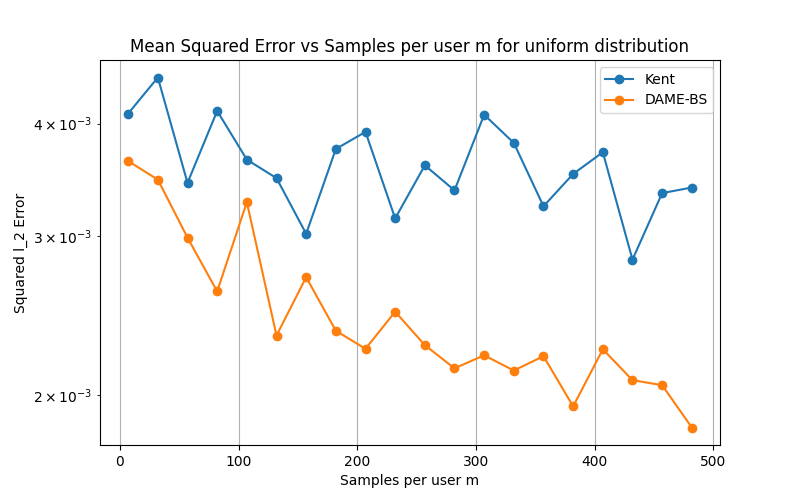 Mean Squared Error vs Samples per user m for uniform distribution
Kent
DAME-BS
Squared l_2 Error
4 × 10⁻³
3 × 10⁻³
2 × 10⁻³
0 100 200 300 400 500
Samples per user m